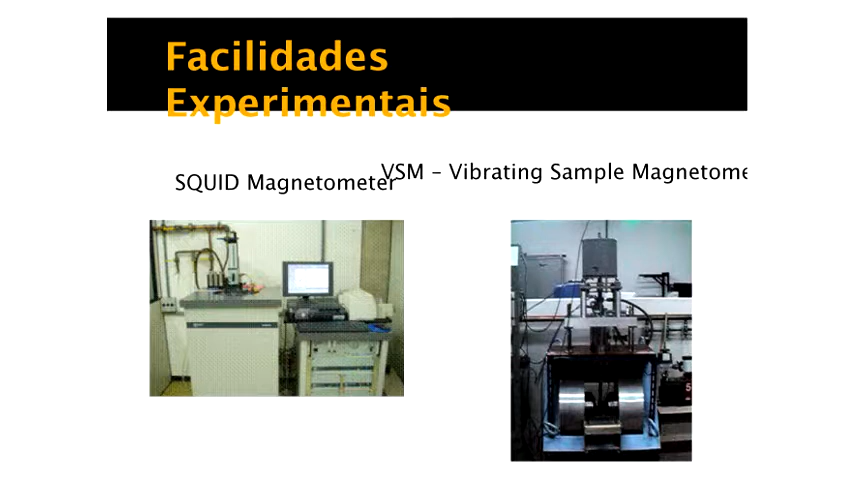 Facilidades
Experimentais
SQUID Magnetometer
VSM – Vibrating Sample Magnetome